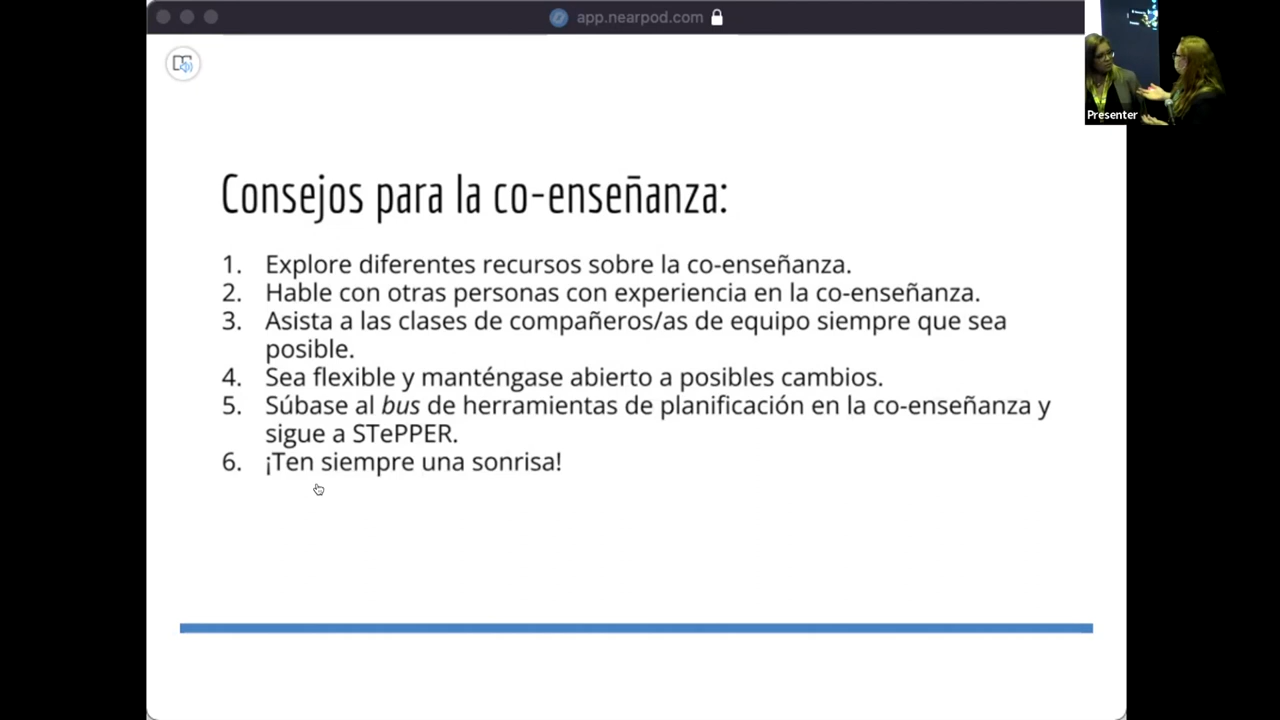 app.nearpod.com
Presenter
Consejos para la co-enseñanza:
1. Explore diferentes recursos sobre la co-enseñanza.
2. Hable con otras personas con experiencia en la co-enseñanza.
3. Asista a las clases de compañeros/as de equipo siempre que sea
posible.
4. Sea flexible y manténgase abierto a posibles cambios.
5. Súbase al bus de herramientas de planificación en la co-enseñanza y
sigue a STePPER.
6. ¡Ten siempre una sonrisa!